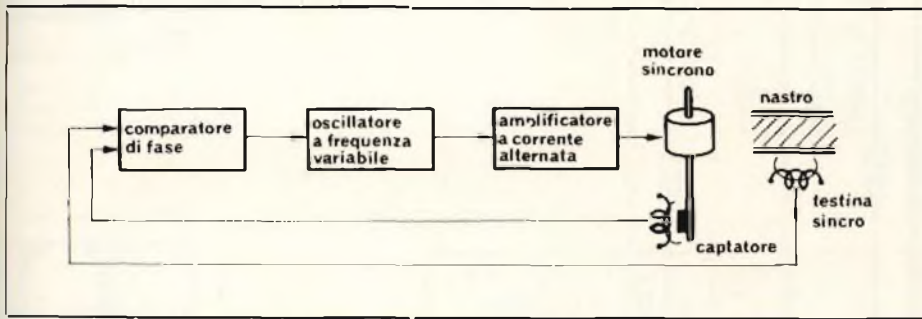 motore
sincrono
nastro
comparatore
di fase
oscillatore
a frequenza
variabile
amplificatore
a corrente
alternata
testina
sincro
captatore